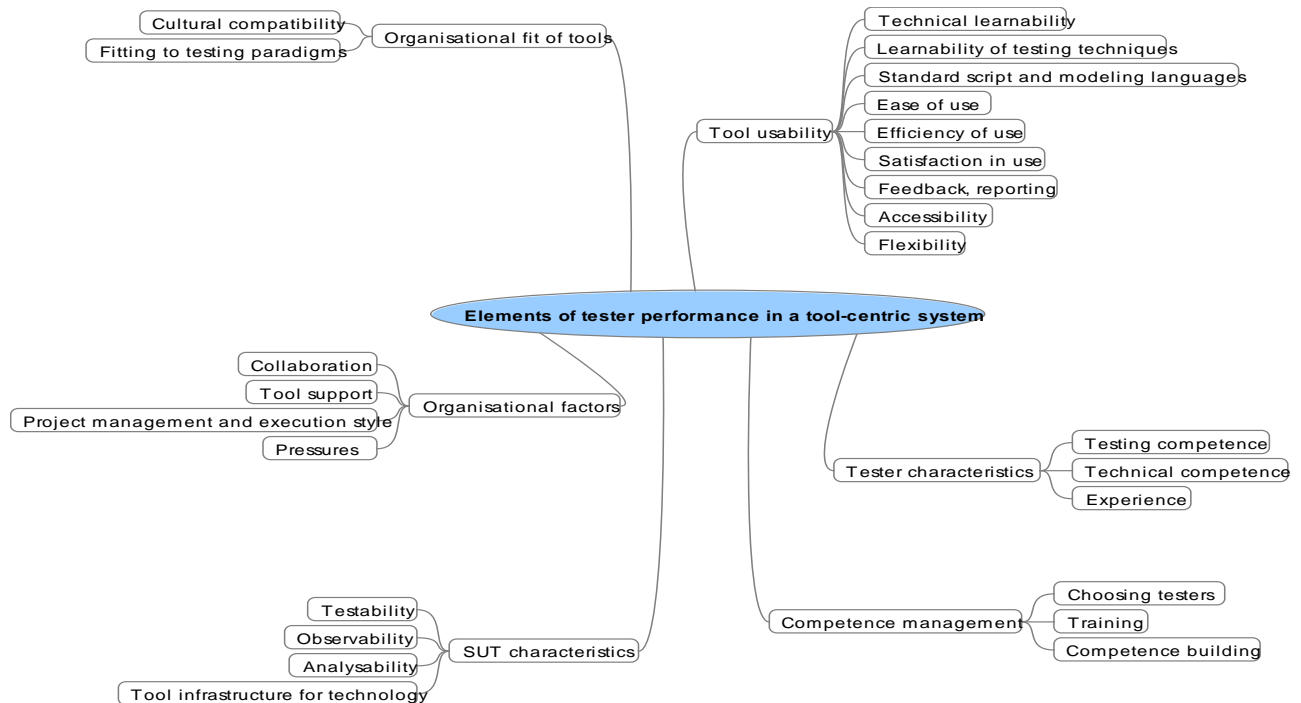 Cultural compatibility
Fitting to testing paradigms
Organisational fit of tools
Technical learnability
Learnability of testing techniques
Standard script and modeling languages
Ease of use
Tool usability
Efficiency of use
Satisfaction in use
Feedback, reporting
Accessibility
Flexibility
Elements of tester performance in a tool-centric system
Collaboration
Tool support
Organisational factors
Project management and execution style
Pressures
Testing competence
Tester characteristics
Technical competence
Experience
Testability
Observability
SUT characteristics
Analysability
Tool infrastructure for technology
Choosing testers
Competence management
Training
Competence building